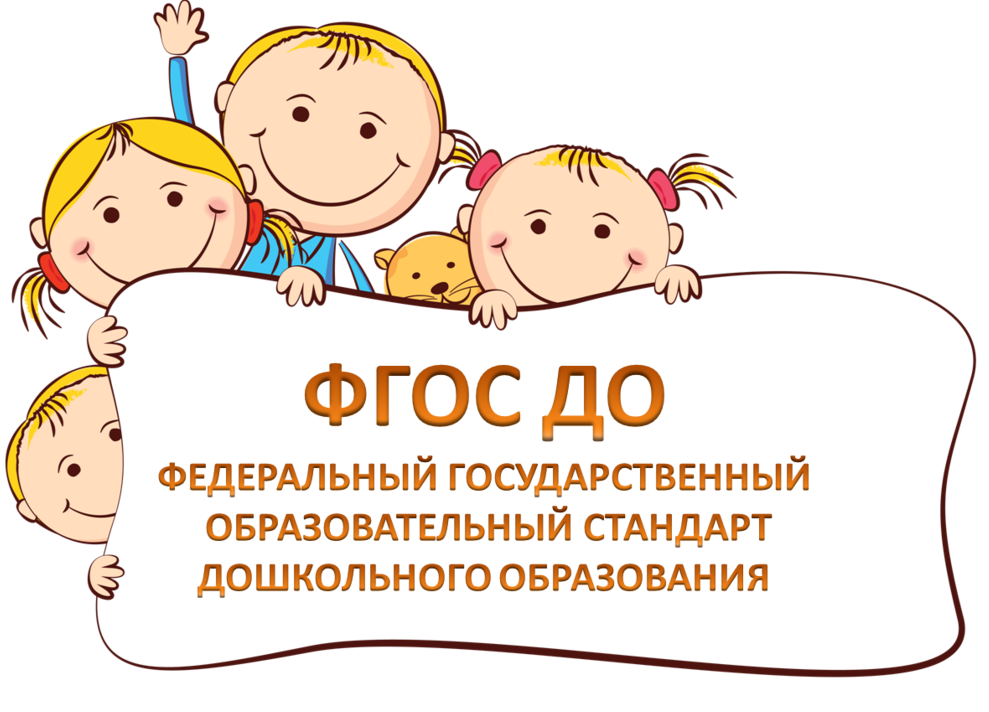 ФГОС ДО
ФЕДЕРАЛЬНЫЙ ГОСУДАРСТВЕННЫЙ
ОБРАЗОВАТЕЛЬНЫЙ СТАНДАРТ
ДОШКОЛЬНОГО ОБРАЗОВАНИЯ